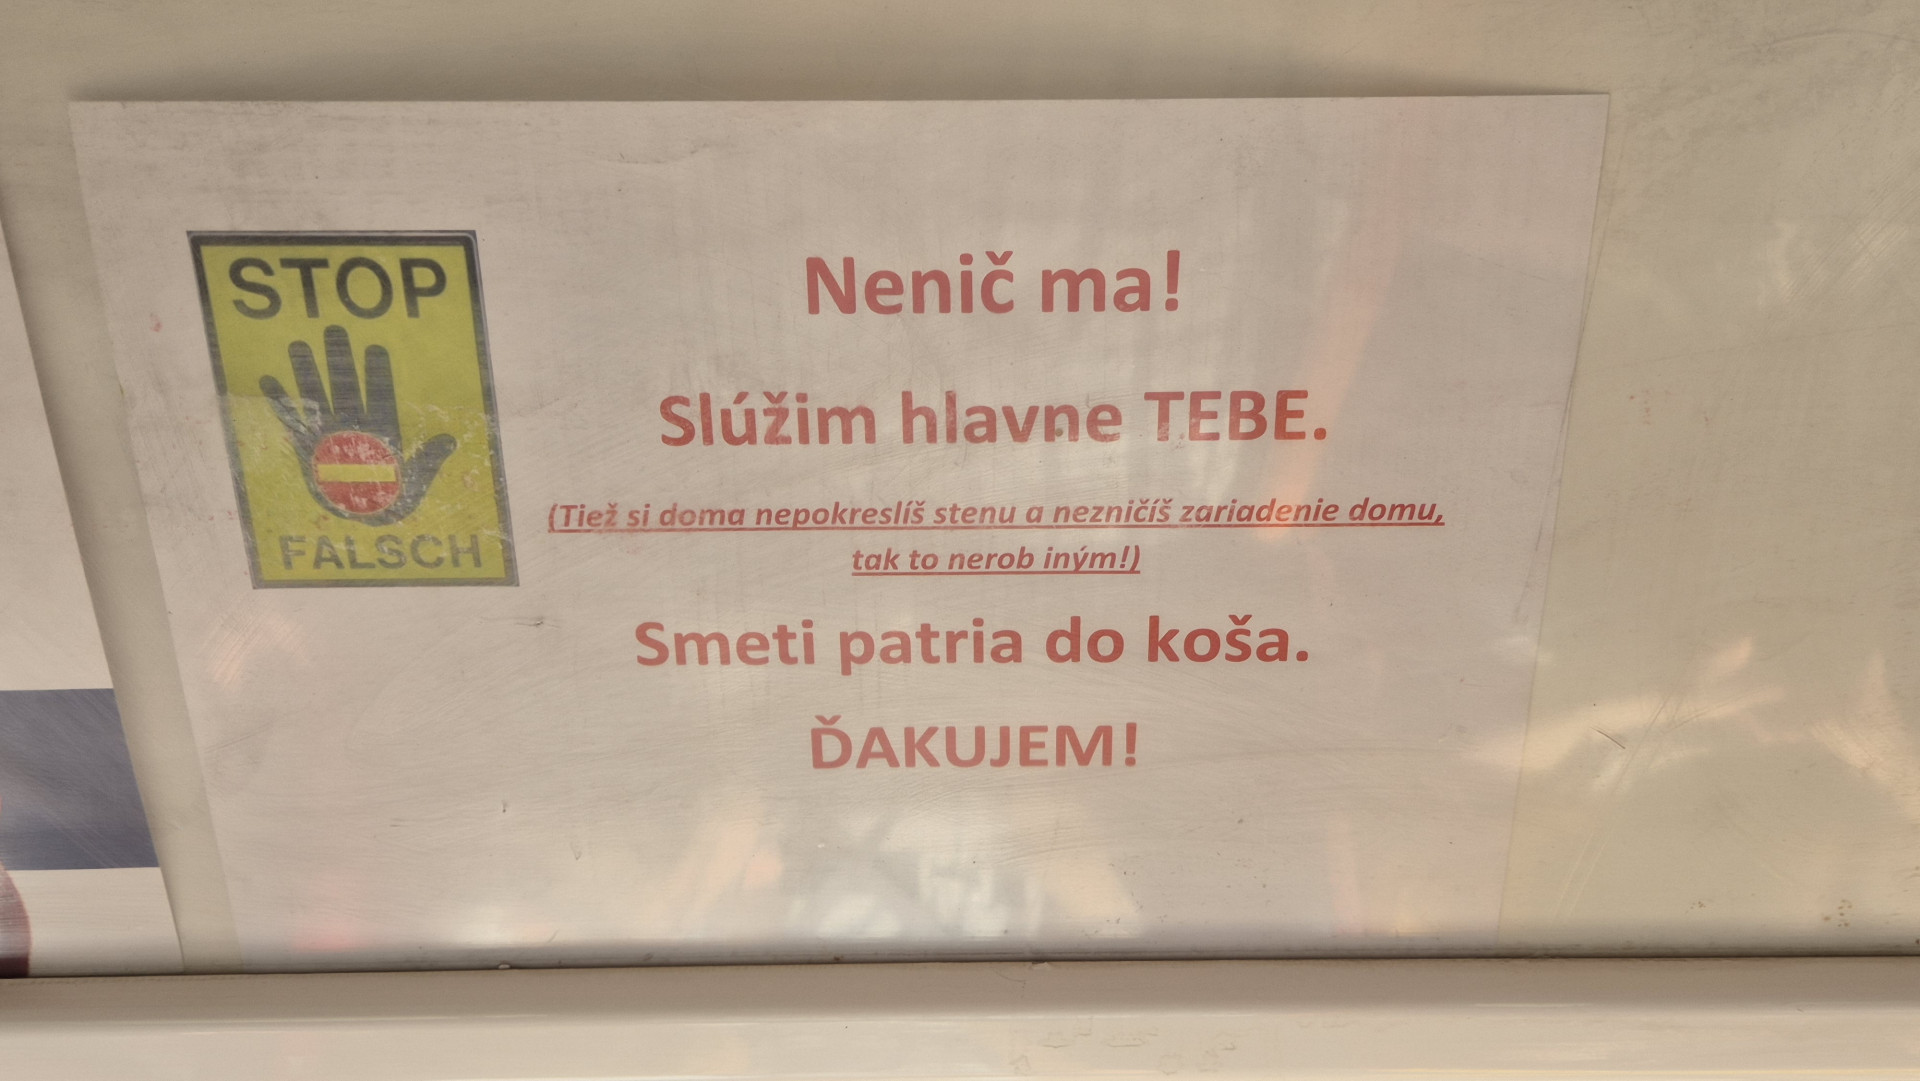 STOP
FALSCH
Nenič ma!
Slúžim hlavne TEBE.
(Tiež si doma nepokreslíš stenu a nezničíš zariadenie domu,
tak to nerob iným!)
Smeti patria do koša.
ĎAKUJEM!